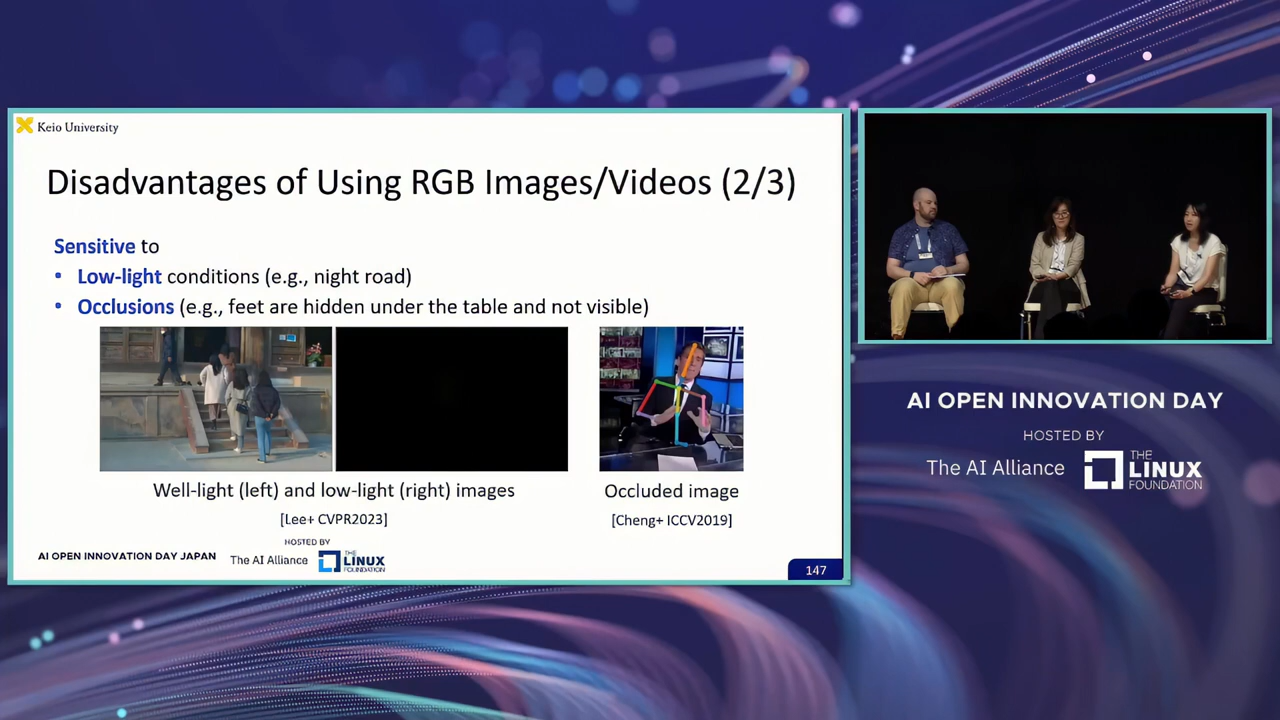 Keio University
Disadvantages of Using RGB Images/Videos (2/3)
Sensitive to
• Low-light conditions (e.g., night road)
• Occlusions (e.g., feet are hidden under the table and not visible)
Well-light (left) and low-light (right) images
[Lee+ CVPR2023]
Occluded image
[Cheng+ ICCV2019]
AI OPEN INNOVATION DAY JAPAN
HOSTED BY
The AI Alliance
THE
LINUX
FOUNDATION
147
AI OPEN INNOVATION DAY
HOSTED BY
The AI Alliance
THE
LINUX
FOUNDATION